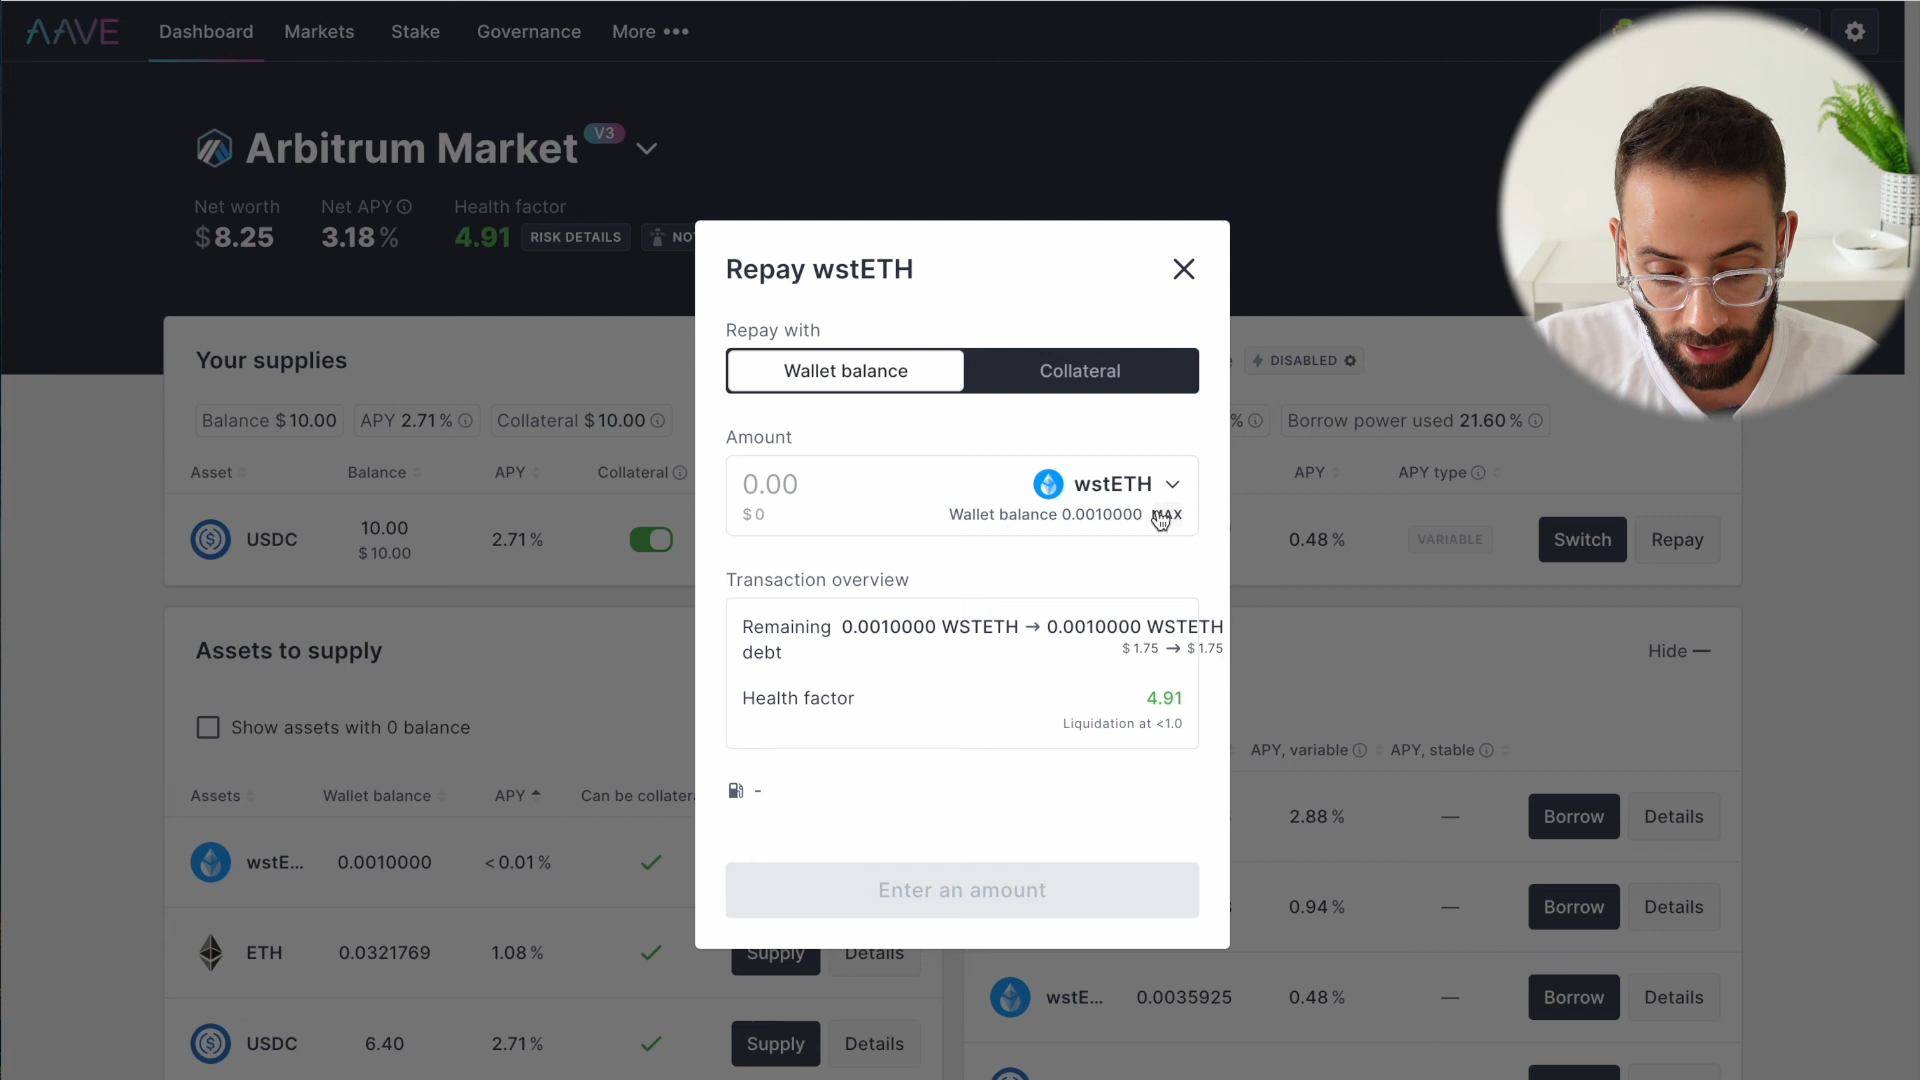 AAVE
Dashboard Markets Stake Governance More •••
Arbitrum Market V3
Net worth Net APY Health factor
$8.25 3.18% 4.91 RISK DETAILS
Repay wstETH
Repay with
Wallet balance Collateral
Amount
0.00 wstETH
$0 Wallet balance 0.0010000 MAX
Transaction overview
Remaining debt 0.0010000 WSTETH → 0.0010000 WSTETH
$1.75 → $1.75
Health factor 4.91
Liquidation at <1.0
-
Enter an amount
Your supplies
Balance $10.00 APY 2.71% Collateral $10.00
Asset Balance APY Collateral
USDC 10.00 2.71%
$10.00
DISABLED
% Borrow power used 21.60%
APY APY type
0.48% VARIABLE Switch Repay
Assets to supply
Show assets with 0 balance
Assets Wallet balance APY Can be collatera
wstE... 0.0010000 <0.01%
ETH 0.0321769 1.08% Supply Details
USDC 6.40 2.71% Supply Details
Hide —
APY, variable APY, stable
2.88% — Borrow Details
0.94% — Borrow Details
wstE... 0.0035925 0.48% — Borrow Details